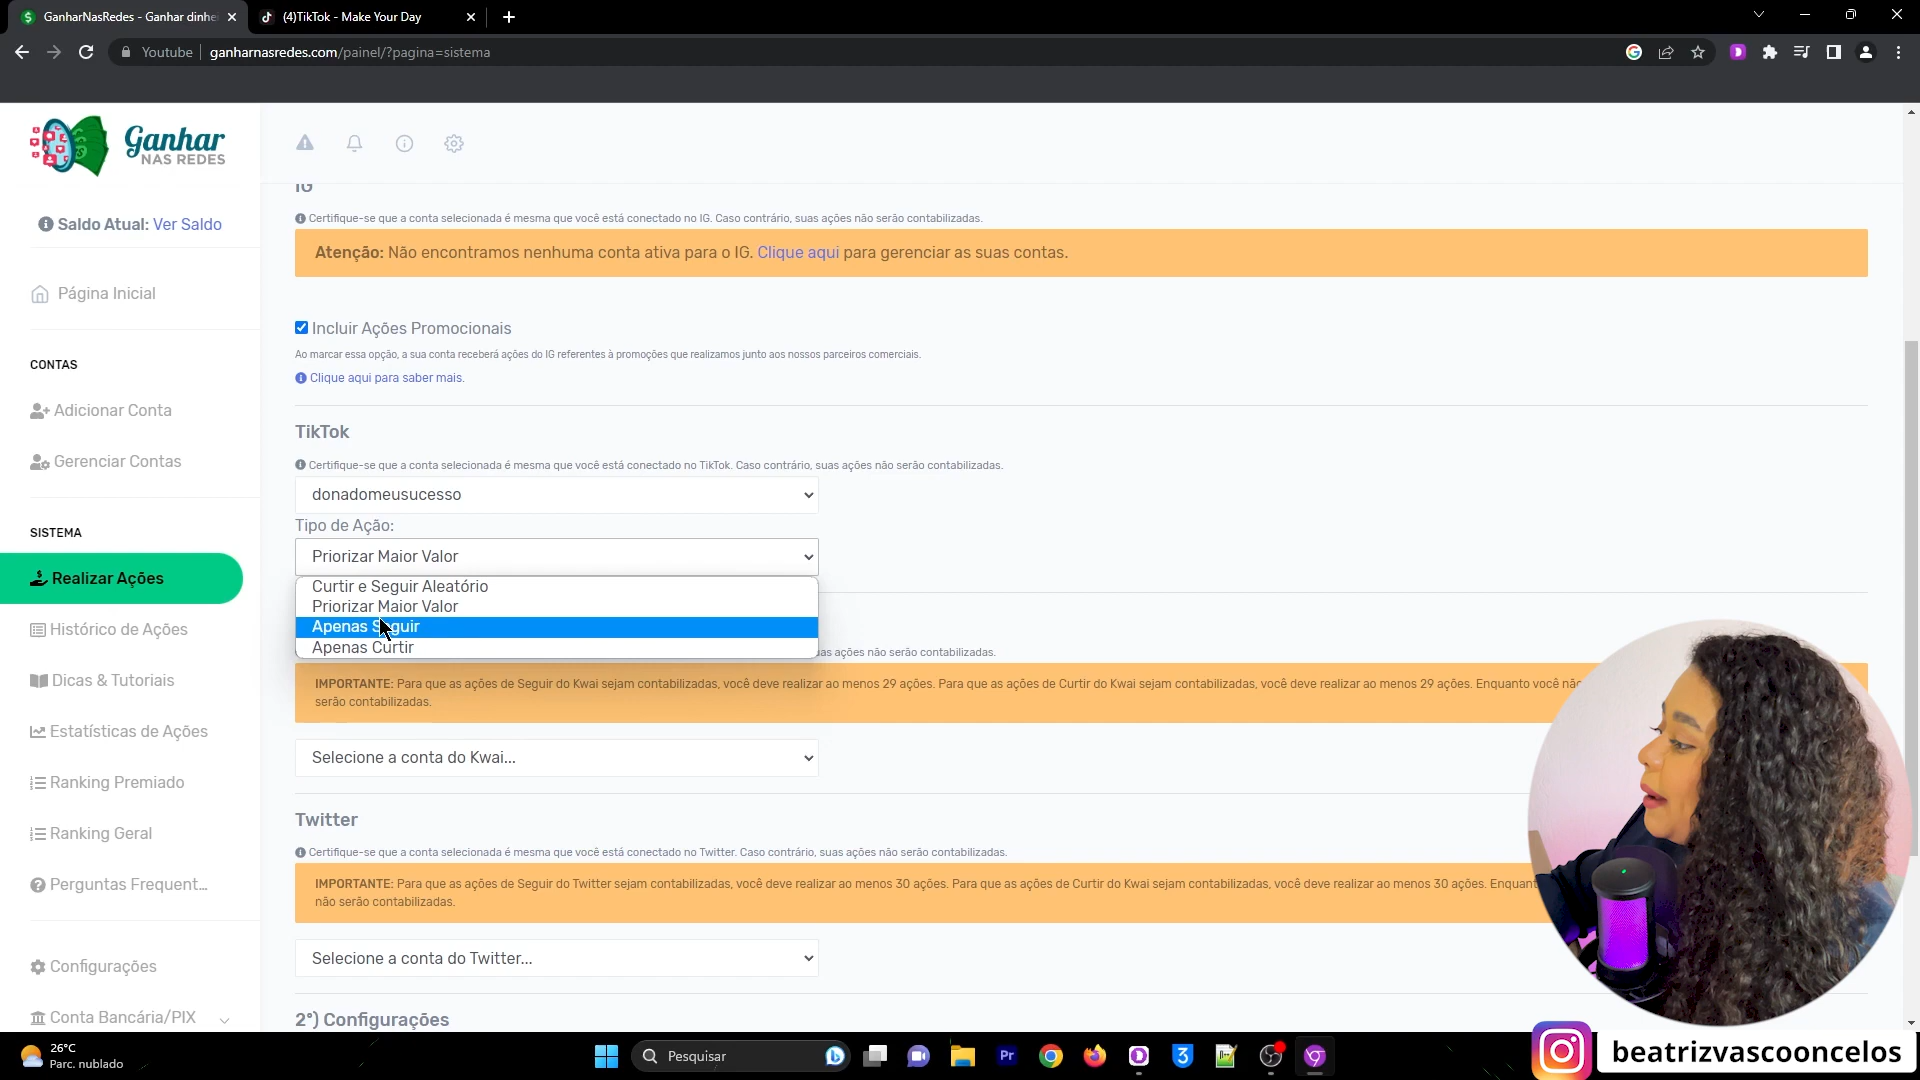 GanharNasRedes - Ganhar dinhei
(4)TikTok - Make Your Day
Youtube
ganharnasredes.com/painel/?pagina=sistema
Ganhar
NAS REDES
Saldo Atual: Ver Saldo
Página Inicial
CONTAS
Adicionar Conta
Gerenciar Contas
SISTEMA
Realizar Ações
Histórico de Ações
Dicas & Tutoriais
Estatísticas de Ações
Ranking Premiado
Ranking Geral
Perguntas Frequent...
Configurações
Conta Bancária/PIX
IG
Certifique-se que a conta selecionada é mesma que você está conectado no IG. Caso contrário, suas ações não serão contabilizadas.
Atenção: Não encontramos nenhuma conta ativa para o IG. Clique aqui para gerenciar as suas contas.
Incluir Ações Promocionais
Ao marcar essa opção, a sua conta receberá ações do IG referentes à promoções que realizamos junto aos nossos parceiros comerciais.
Clique aqui para saber mais.
TikTok
Certifique-se que a conta selecionada é mesma que você está conectado no TikTok. Caso contrário, suas ações não serão contabilizadas.
donadomeusucesso
Tipo de Ação:
Priorizar Maior Valor
Curtir e Seguir Aleatório
Priorizar Maior Valor
Apenas Seguir
Apenas Curtir
uas ações não serão contabilizadas.
IMPORTANTE: Para que as ações de Seguir do Kwai sejam contabilizadas, você deve realizar ao menos 29 ações. Para que as ações de Curtir do Kwai sejam contabilizadas, você deve realizar ao menos 29 ações. Enquanto você não
serão contabilizadas.
Selecione a conta do Kwai...
Twitter
Certifique-se que a conta selecionada é mesma que você está conectado no Twitter. Caso contrário, suas ações não serão contabilizadas.
IMPORTANTE: Para que as ações de Seguir do Twitter sejam contabilizadas, você deve realizar ao menos 30 ações. Para que as ações de Curtir do Kwai sejam contabilizadas, você deve realizar ao menos 30 ações. Enquant
não serão contabilizadas.
Selecione a conta do Twitter...
2°) Configurações
26°C
Parc. nublado
Pesquisar
Pr
3
beatrizvascooncelos